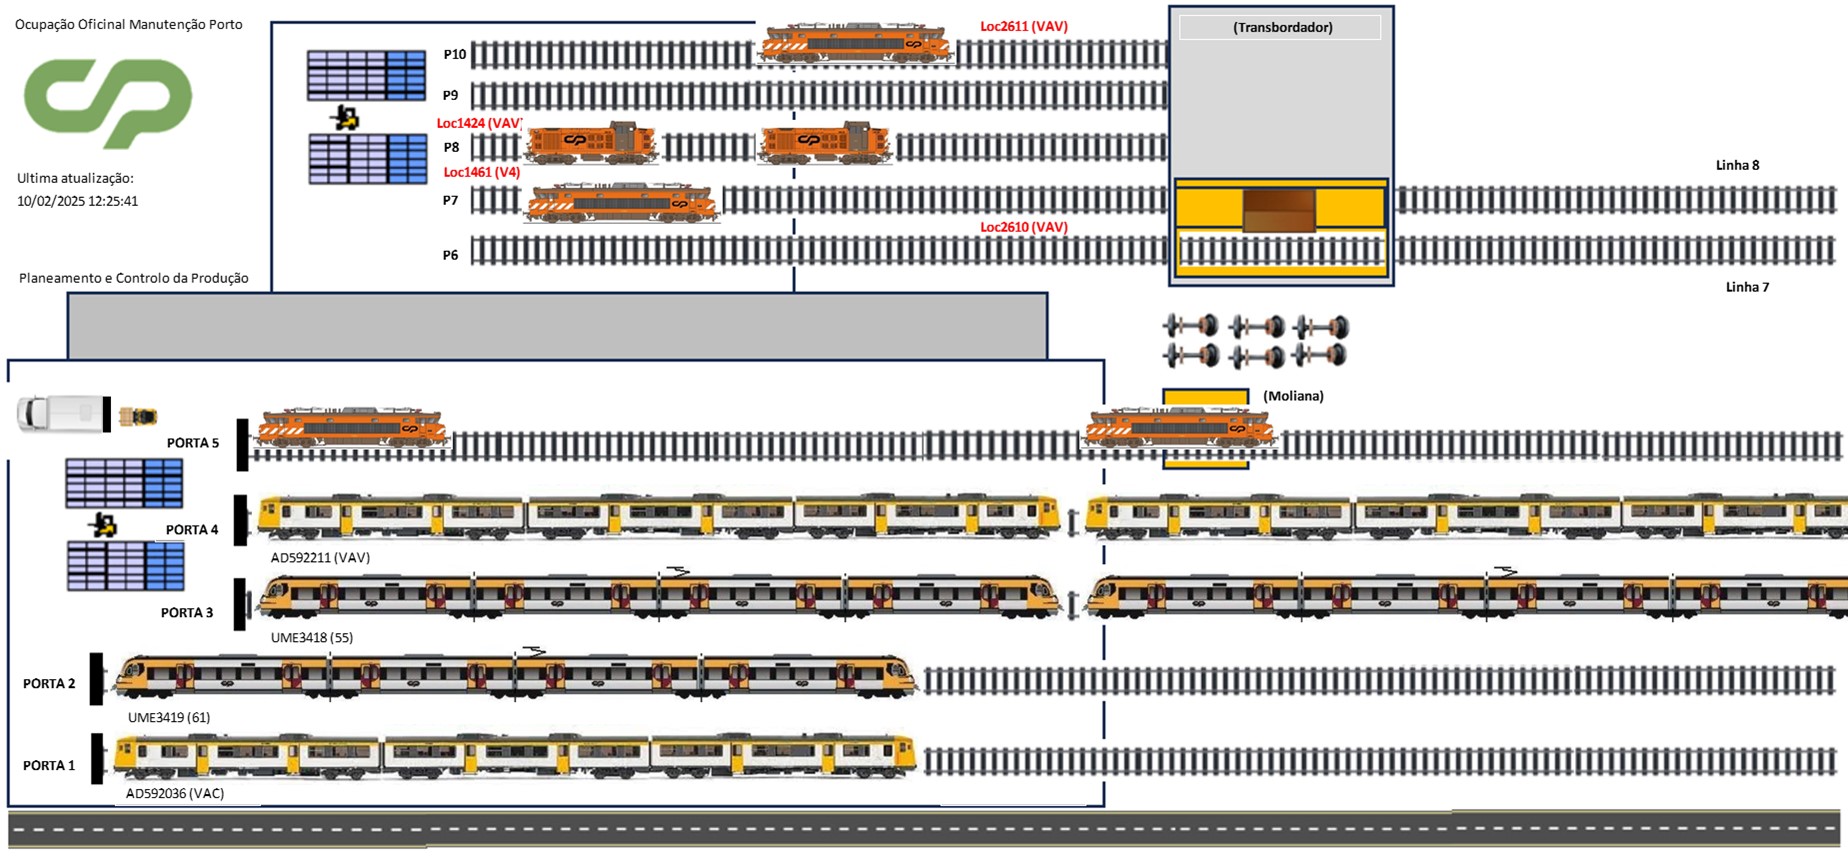 Ocupação Oficinal Manutenção Porto
Ultima atualização:
10/02/2025 12:25:41
Planeamento e Controlo da Produção
Loc2611 (VAV)
(Transbordador)
P10
P9
Loc1424 (VAV)
P8
Loc1461 (V4)
P7
Loc2610 (VAV)
P6
Linha 8
Linha 7
(Moliana)
PORTA 5
PORTA 4
AD592211 (VAV)
PORTA 3
UME3418 (55)
PORTA 2
UME3419 (61)
PORTA 1
AD592036 (VAC)